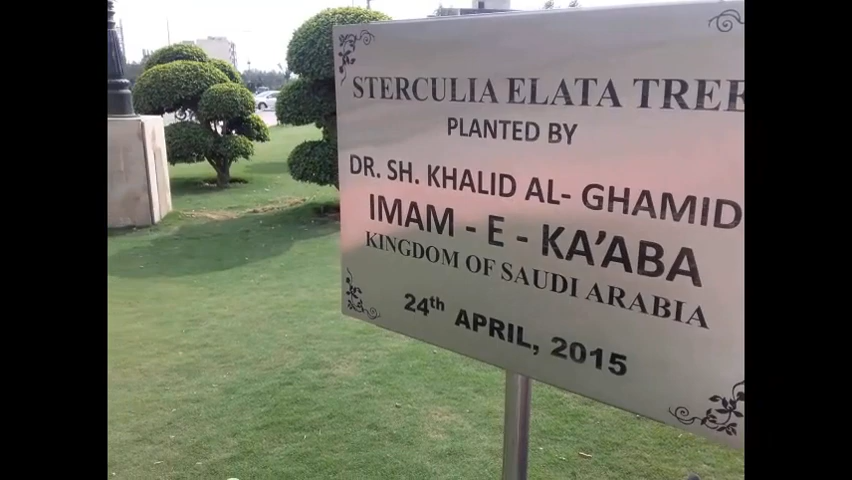 STERCULIA ELATA TREE
PLANTED BY
DR. SH. KHALID AL- GHAMID
IMAM - E - KA'ABA
KINGDOM OF SAUDI ARABIA
24th APRIL, 2015